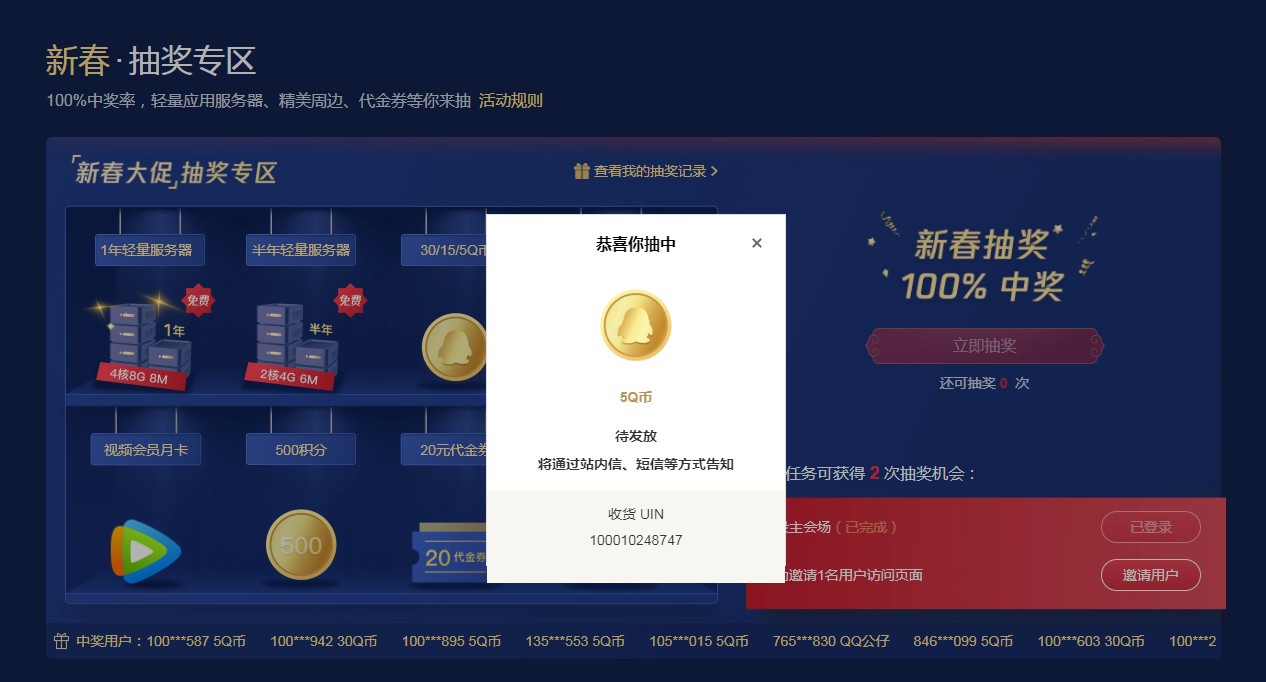 新春·抽奖专区
100%中奖率，轻量应用服务器、精美周边、代金券等你来抽 活动规则
「新春大促」抽奖专区
查看我的抽奖记录 >
1年轻量服务器
半年轻量服务器
30/15/5Q币
免费
1年
4核8G 8M
免费
半年
2核4G 6M
视频会员月卡
500积分
20元代金券
500
20 代金券
恭喜你抽中
×
5Q币
待发放
将通过站内信、短信等方式告知
收货 UIN
100010248747
新春抽奖
100% 中奖
立即抽奖
还可抽奖 0 次
任务可获得 2 次抽奖机会：
主会场（已完成）
已登录
邀请1名用户访问页面
邀请用户
中奖用户：100***587 5Q币 100***942 30Q币 100***895 5Q币 135***553 5Q币 105***015 5Q币 765***830 QQ公仔 846***099 5Q币 100***603 30Q币 100***2